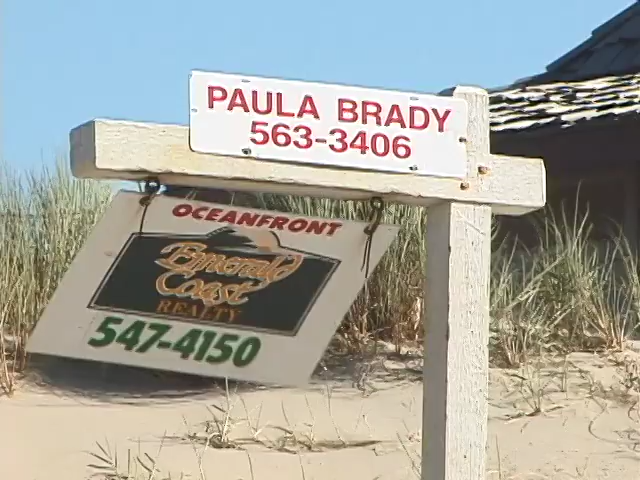 PAULA BRADY
563-3406
OCEANFRONT
Emerald
Coast
REALTY
547-4150